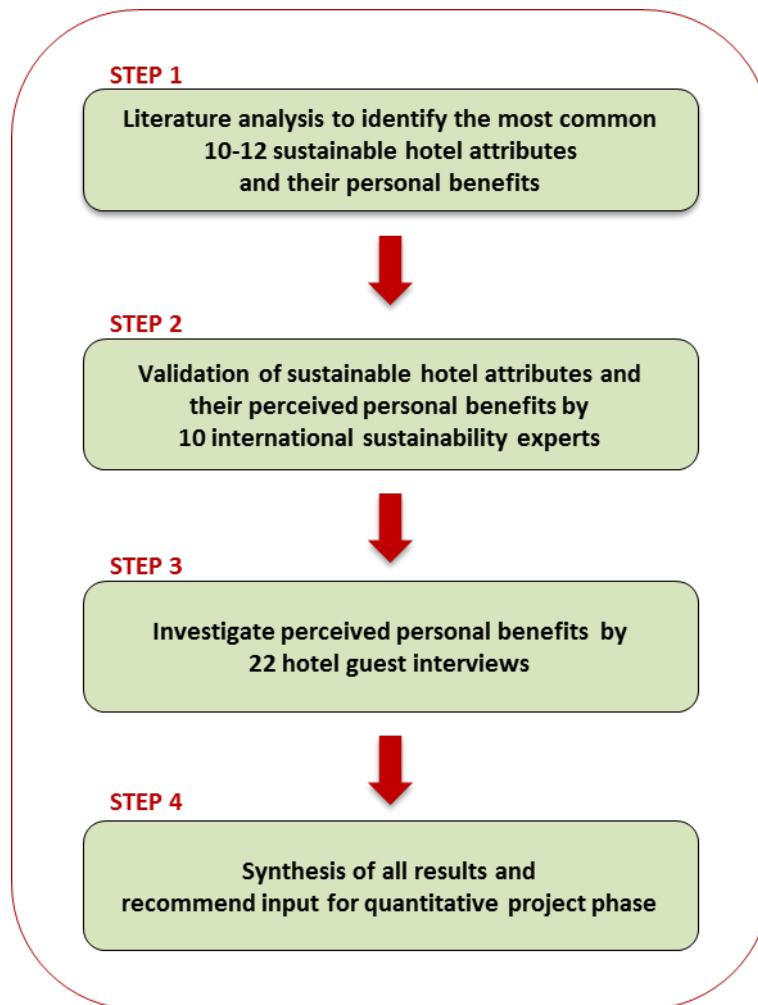 STEP 1
Literature analysis to identify the most common
10-12 sustainable hotel attributes
and their personal benefits
STEP 2
Validation of sustainable hotel attributes and
their perceived personal benefits by
10 international sustainability experts
STEP 3
Investigate perceived personal benefits by
22 hotel guest interviews
STEP 4
Synthesis of all results and
recommend input for quantitative project phase